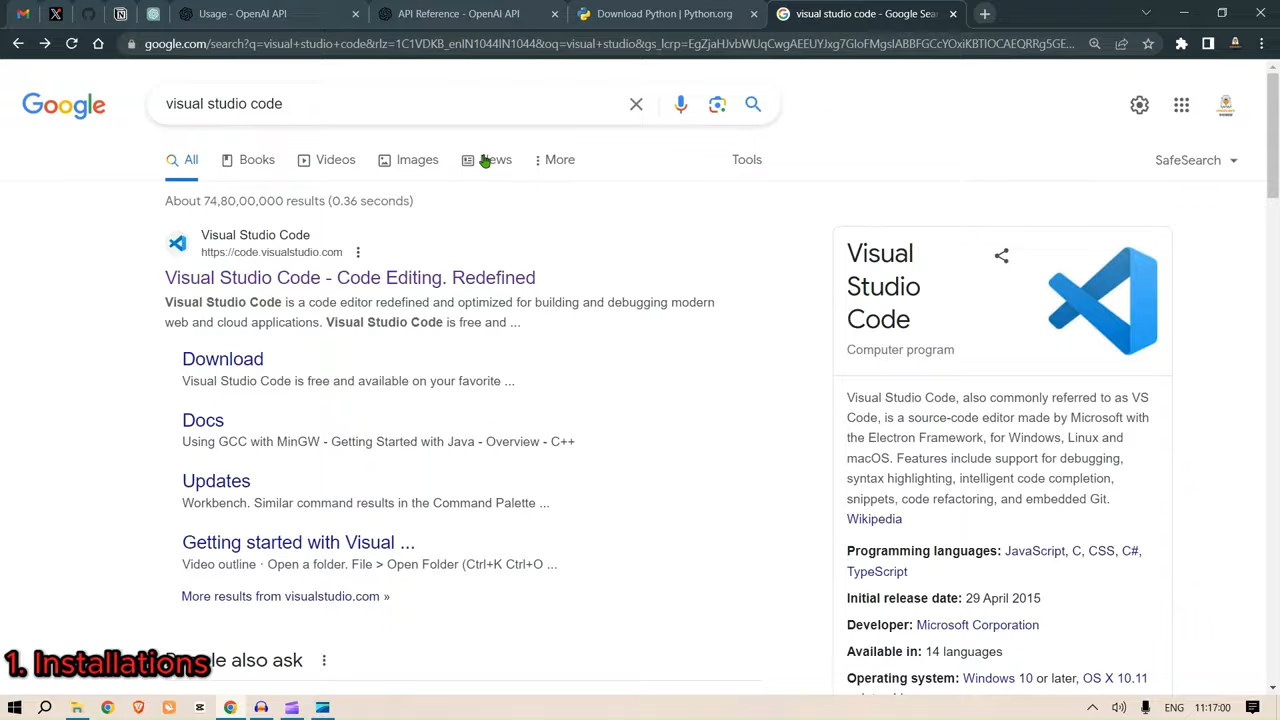 Usage - OpenAI API
API Reference - OpenAI API
Download Python | Python.org
visual studio code - Google Sea
google.com/search?q=visual+studio+code&rlz=1C1VDKB_enIN1044IN1044&oq=visual+studio&gs_lcrp=EgZjaHJvbWUqCwgAEEUYJxg7GIoFMgsIABBFGCcYOxiKBTIOCAEQRRg5GE...
Google
visual studio code
All
Books
Videos
Images
More
Tools
SafeSearch
About 74,80,00,000 results (0.36 seconds)
Visual Studio Code
https://code.visualstudio.com
Visual Studio Code - Code Editing. Redefined
Visual Studio Code is a code editor redefined and optimized for building and debugging modern
web and cloud applications. Visual Studio Code is free and ...
Download
Visual Studio Code is free and available on your favorite ...
Docs
Using GCC with MinGW - Getting Started with Java - Overview - C++
Updates
Workbench. Similar command results in the Command Palette ...
Getting started with Visual ...
Video outline · Open a folder. File > Open Folder (Ctrl+K Ctrl+O ...
More results from visualstudio.com »
ple also ask
Visual
Studio
Code
Computer program
Visual Studio Code, also commonly referred to as VS
Code, is a source-code editor made by Microsoft with
the Electron Framework, for Windows, Linux and
macOS. Features include support for debugging,
syntax highlighting, intelligent code completion,
snippets, code refactoring, and embedded Git.
Wikipedia
Programming languages: JavaScript, C, CSS, C#,
TypeScript
Initial release date: 29 April 2015
Developer: Microsoft Corporation
Available in: 14 languages
Operating system: Windows 10 or later, OS X 10.11
1. Installations
ENG
11:17:00